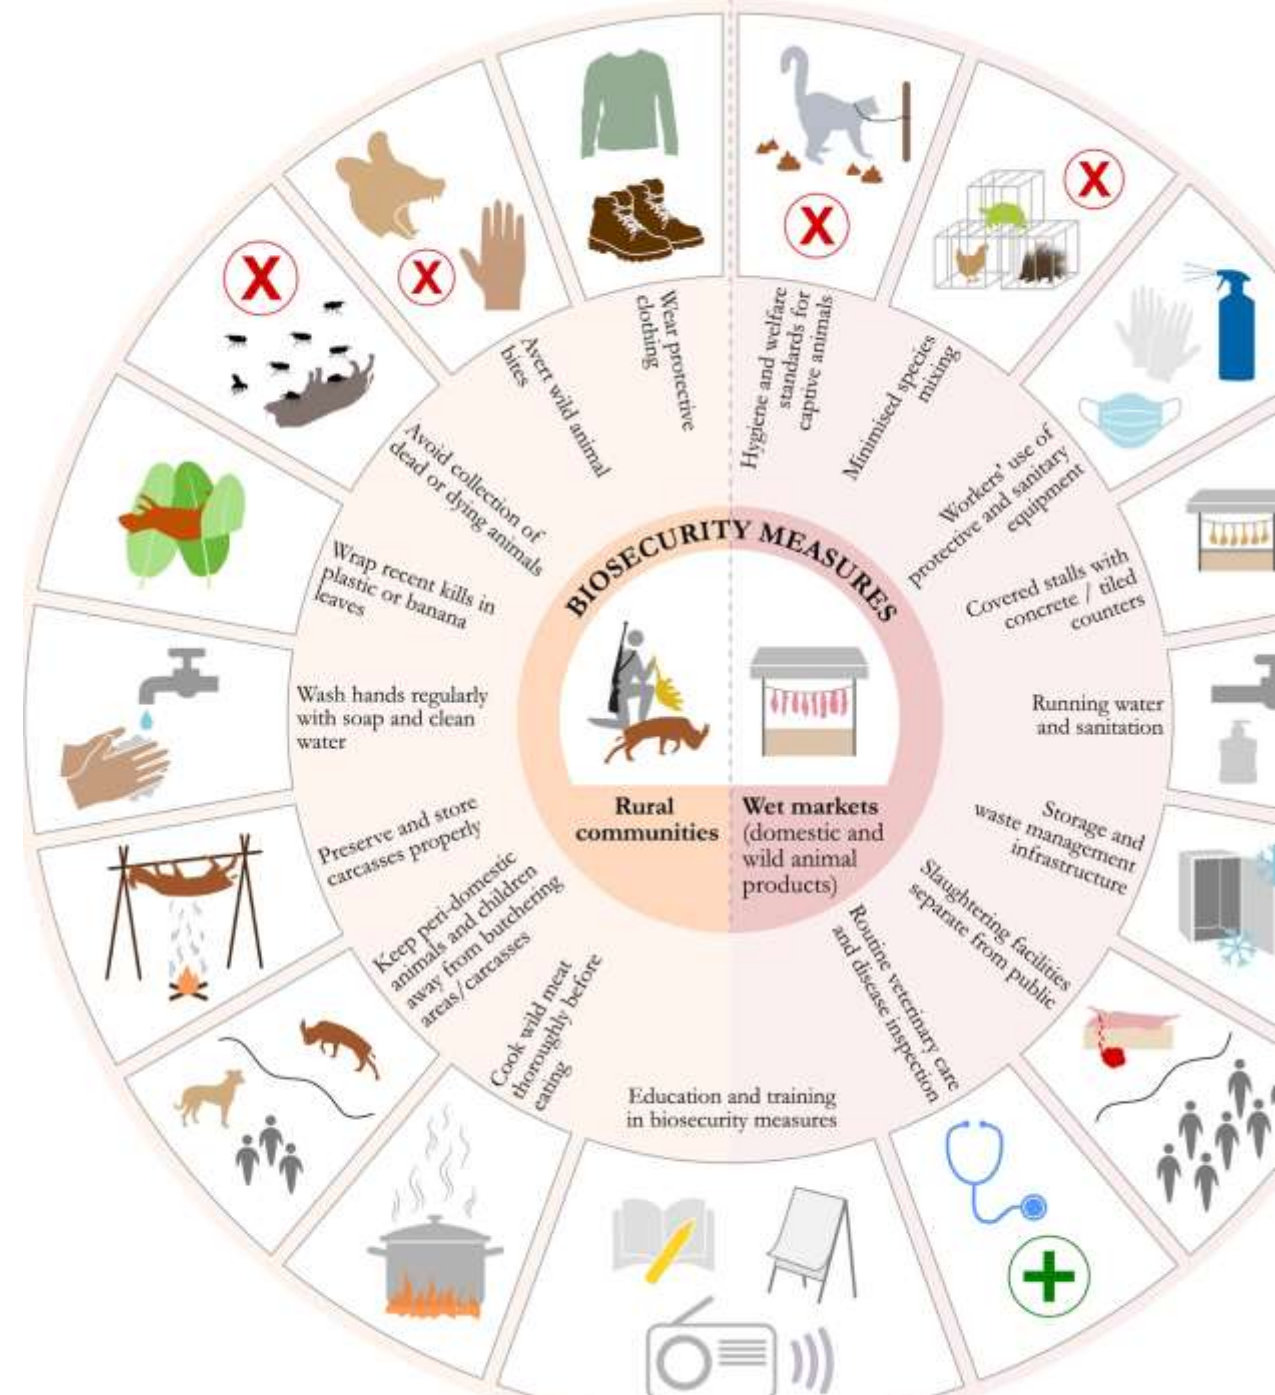 BIOSECURITY MEASURES
Rural
communities
Wet markets
(domestic and
wild animal
products)
Wear protective
clothing
Avert wild animal
bites
Avoid collection of
dead or dying animals
Wrap recent kills in
plastic or banana
leaves
Wash hands regularly
with soap and clean
water
Preserve and store
carcasses properly
Keep peri-domestic
animals and children
away from butchering
areas/carcasses
Cook wild meat
thoroughly before
eating
Education and training
in biosecurity measures
Hygiene and welfare
standards for
captive animals
Minimised species
mixing
Workers' use of
protective and sanitary
equipment
Covered stalls with
concrete / tiled
counters
Running water
and sanitation
Storage and
waste management
infrastructure
Slaughtering facilities
separate from public
Routine veterinary care
and disease inspection
X
X
X
X